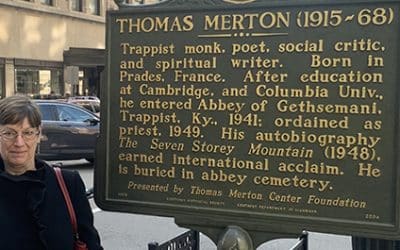 THOMAS MERTON (1915-68)
Trappist monk, poet, social critic,
and spiritual writer. Born in
Prades, France. After education
at Cambridge, and Columbia Univ.,
he entered Abbey of Gethsemani,
Trappist, Ky., 1941; ordained as
priest, 1949. His autobiography
The Seven Storey Mountain (1948),
earned international acclaim. He
is buried in abbey cemetery.
Presented by Thomas Merton Center Foundation